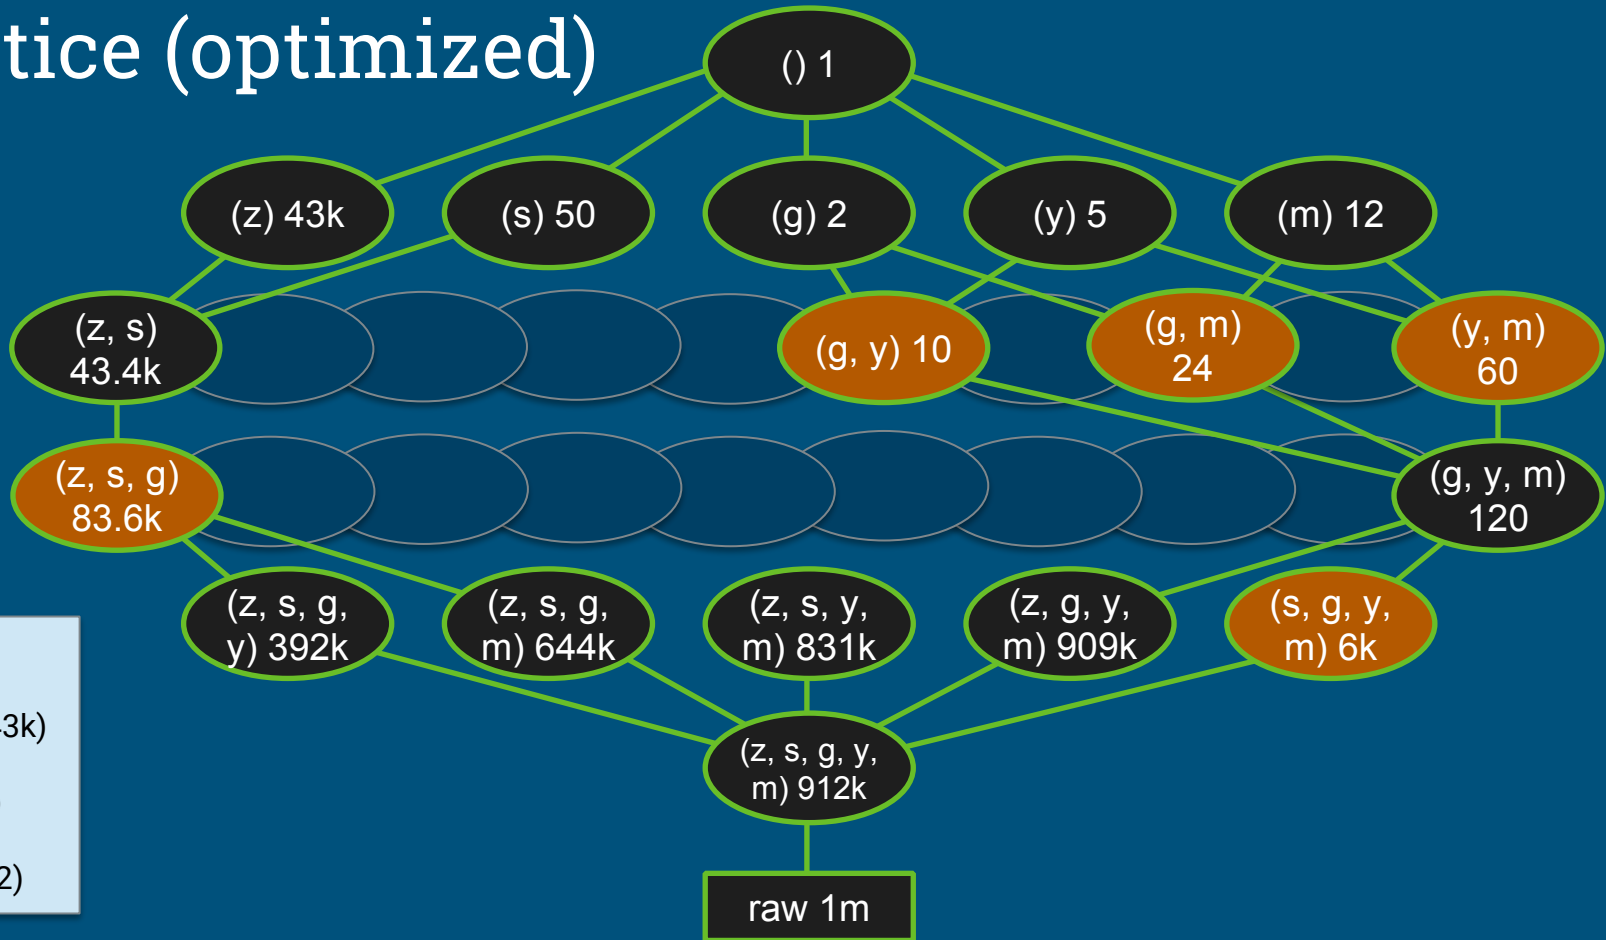 tice (optimized)
() 1
(z) 43k
(s) 50
(g) 2
(y) 5
(m) 12
(z, s)
43.4k
(g, y) 10
(g, m)
24
(y, m)
60
(z, s, g)
83.6k
(g, y, m)
120
(z, s, g,
y) 392k
(z, s, g,
m) 644k
(z, s, y,
m) 831k
(z, g, y,
m) 909k
(s, g, y,
m) 6k
3k)
(z, s, g, y,
m) 912k
)
2)
raw 1m